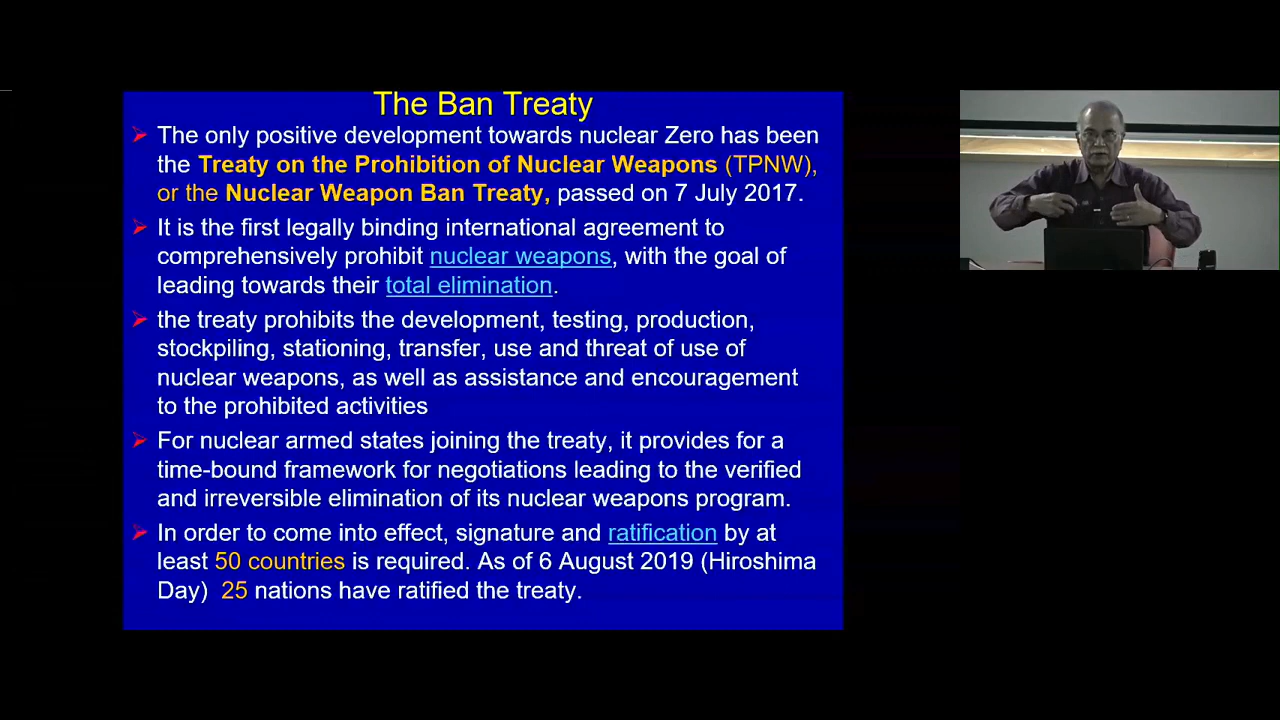 The Ban Treaty
The only positive development towards nuclear Zero has been
the Treaty on the Prohibition of Nuclear Weapons (TPNW),
or the Nuclear Weapon Ban Treaty, passed on 7 July 2017.
It is the first legally binding international agreement to
comprehensively prohibit nuclear weapons, with the goal of
leading towards their total elimination.
the treaty prohibits the development, testing, production,
stockpiling, stationing, transfer, use and threat of use of
nuclear weapons, as well as assistance and encouragement
to the prohibited activities
For nuclear armed states joining the treaty, it provides for a
time-bound framework for negotiations leading to the verified
and irreversible elimination of its nuclear weapons program.
In order to come into effect, signature and ratification by at
least 50 countries is required. As of 6 August 2019 (Hiroshima
Day) 25 nations have ratified the treaty.